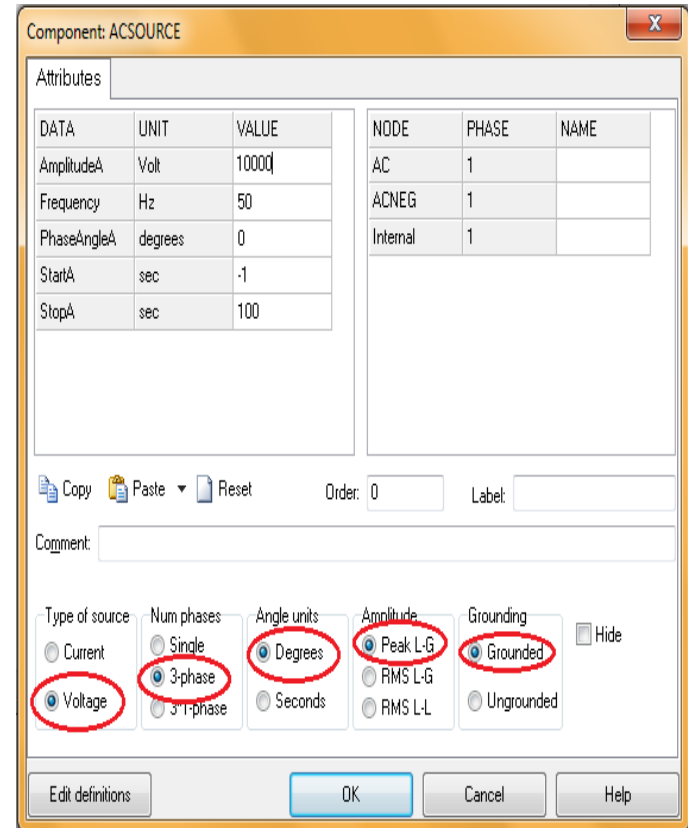 Component: ACSOURCE
X
Attributes
DATA UNIT VALUE NODE PHASE NAME
AmplitudeA Volt 10000 AC 1
Frequency Hz 50 ACNEG 1
PhaseAngleA degrees 0 Internal 1
StartA sec -1
StopA sec 100
Copy Paste Reset Order: 0 Label:
Comment:
Type of source Num phases Angle units Amplitude Grounding
Current Single Degrees Peak L-G Grounded Hide
Voltage 3-phase Seconds RMS L-G Ungrounded
3*1-phase RMS L-L
Edit definitions OK Cancel Help